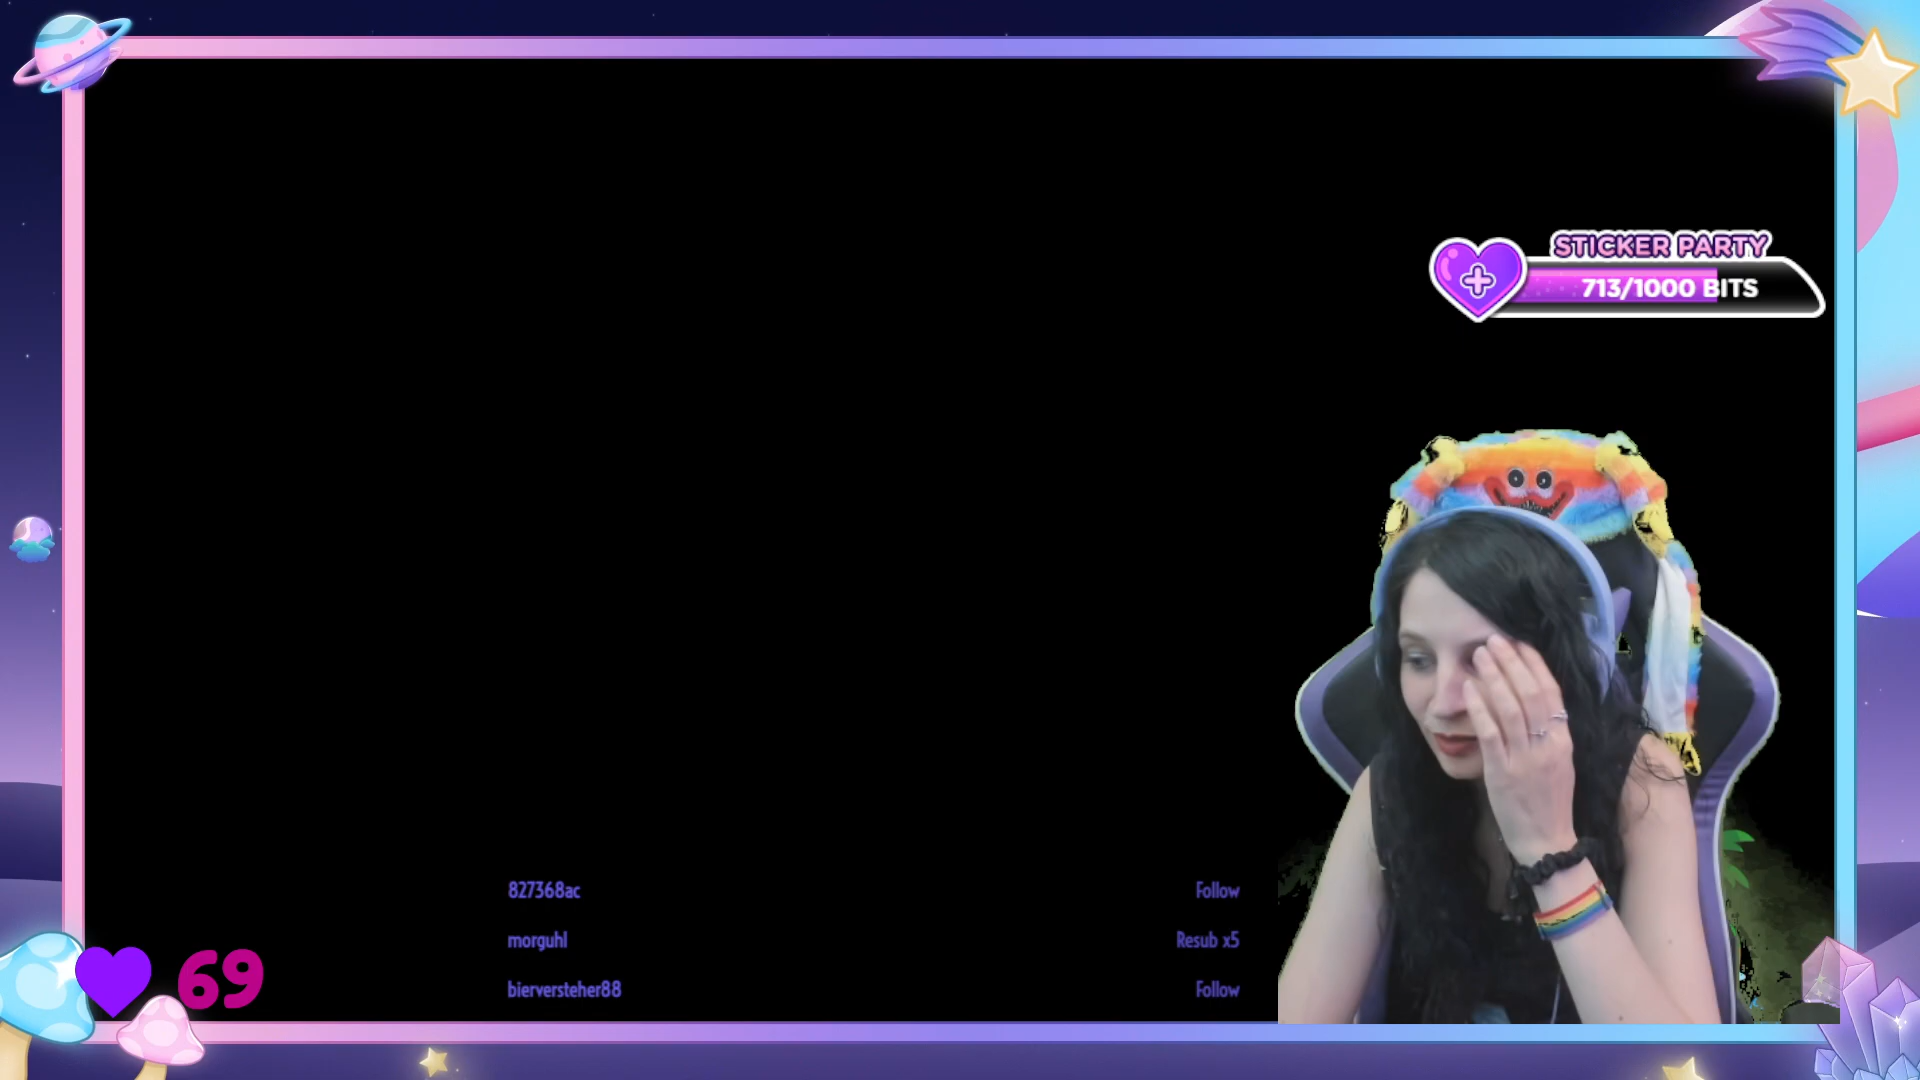 STICKER PARTY
713/1000 BITS
827368ac Follow
morguhl Resub x5
bierversteher88 Follow
69